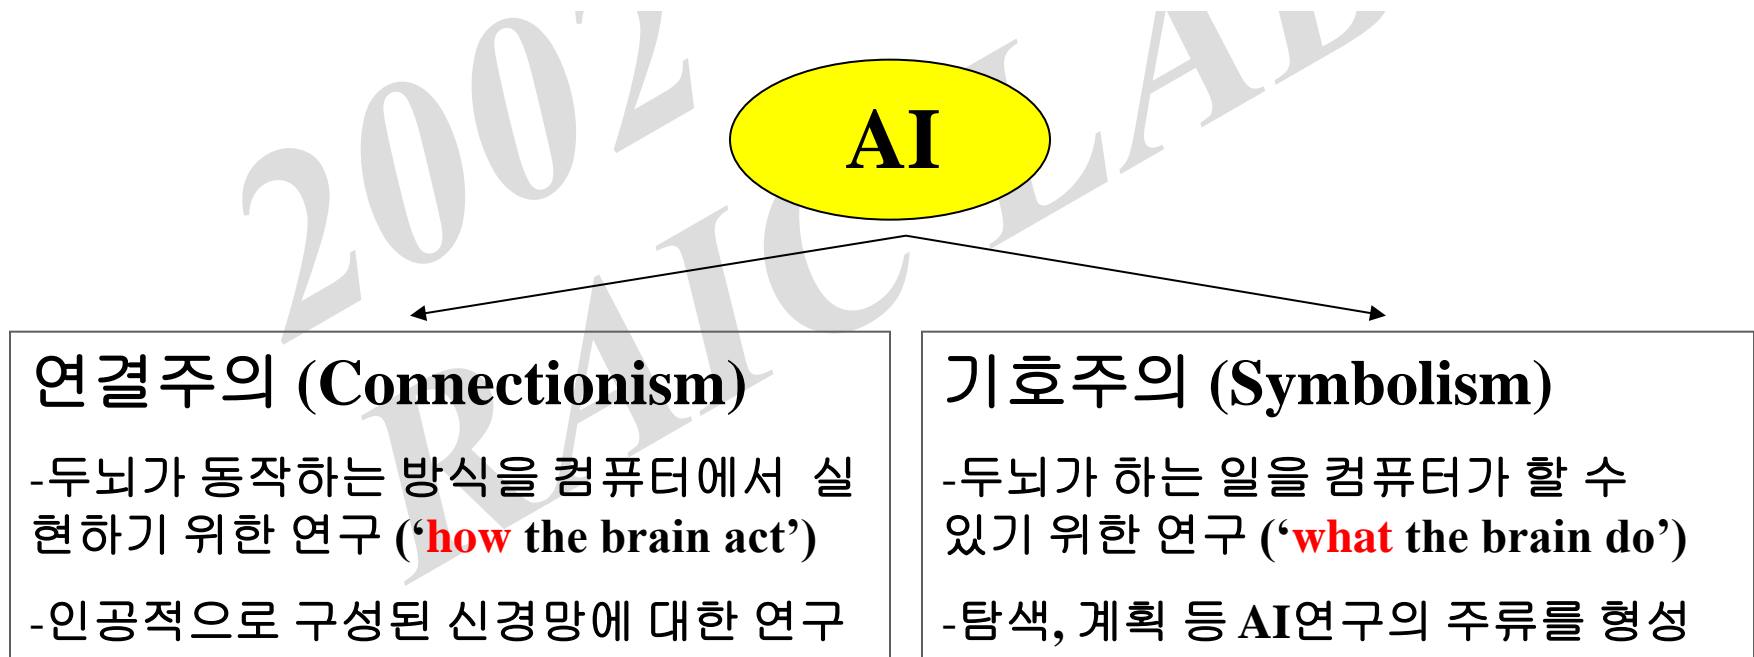 2002
RAIC LAB
AI
연결주의 (Connectionism)
-두뇌가 동작하는 방식을 컴퓨터에서 실
현하기 위한 연구 (‘how the brain act’)
-인공적으로 구성된 신경망에 대한 연구
기호주의 (Symbolism)
-두뇌가 하는 일을 컴퓨터가 할 수
있기 위한 연구 (‘what the brain do’)
-탐색, 계획 등 AI연구의 주류를 형성